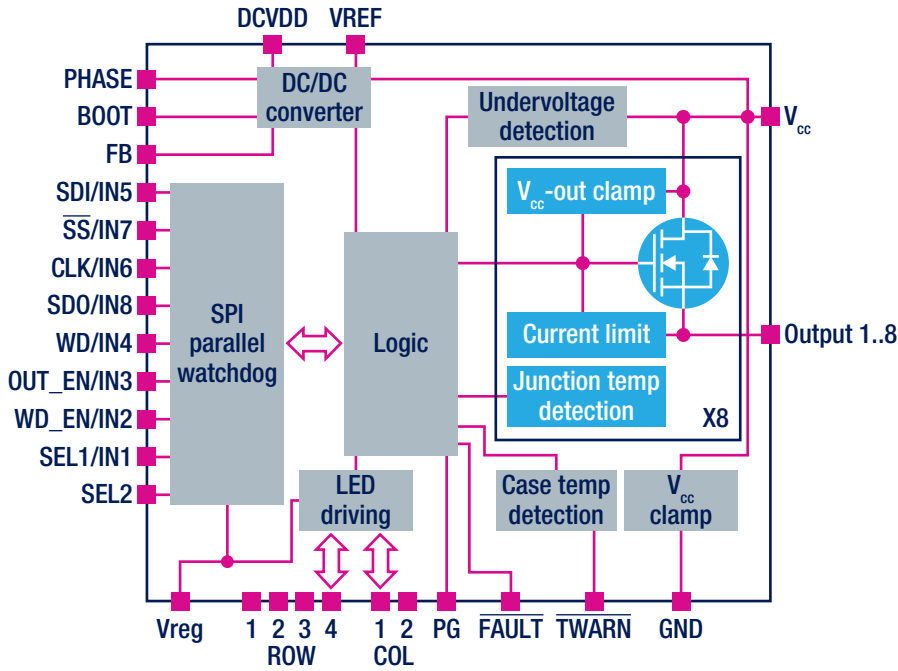 DCVDD VREF
PHASE
BOOT
FB
SDI/IN5
S̅S̅/IN7
CLK/IN6
SDO/IN8
WD/IN4
OUT_EN/IN3
WD_EN/IN2
SEL1/IN1
SEL2
DC/DC
converter
Undervoltage
detection
Vcc
SPI
parallel
watchdog
Logic
Vcc-out clamp
Current limit
Junction temp
detection
X8
Output 1..8
LED
driving
Case temp
detection
Vcc
clamp
Vreg 1 2 3 4 1 2 PG F̅A̅U̅L̅T̅ T̅W̅A̅R̅N̅ GND
ROW COL